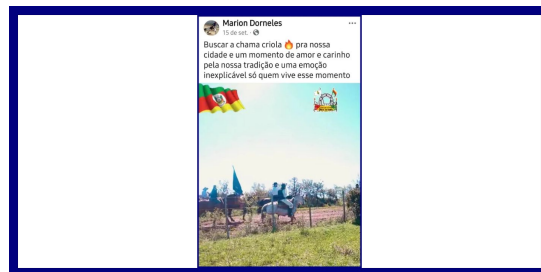 Marion Dorneles
15 de set.
Buscar a chama criola 🔥 pra nossa
cidade e um momento de amor e carinho
pela nossa tradição e uma emoção
inexplicável só quem vive esse momento